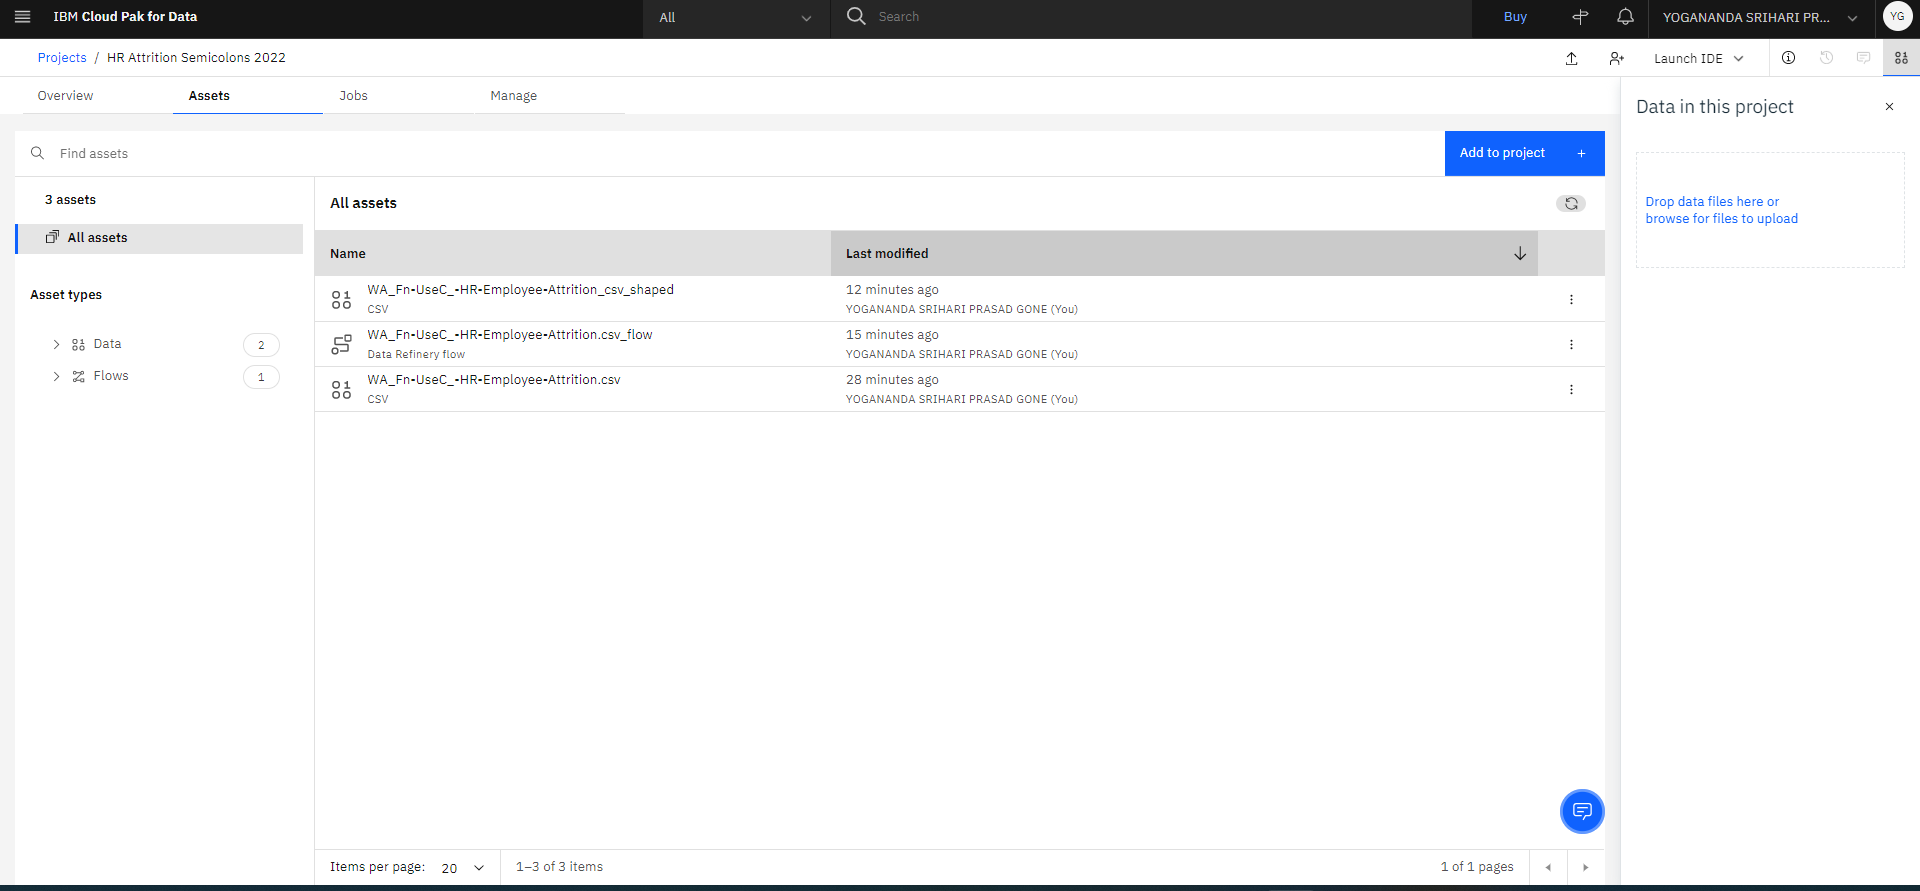 IBM Cloud Pak for Data
All
Search
Buy
YOGANANDA SRIHARI PR...
YG
Projects / HR Attrition Semicolons 2022
Launch IDE
Overview
Assets
Jobs
Manage
Data in this project
Find assets
Add to project +
Drop data files here or
browse for files to upload
3 assets
All assets
Asset types
Data 2
Flows 1
All assets
Name
Last modified
WA_Fn-UseC_-HR-Employee-Attrition_csv_shaped
CSV
12 minutes ago
YOGANANDA SRIHARI PRASAD GONE (You)
WA_Fn-UseC_-HR-Employee-Attrition.csv_flow
Data Refinery flow
15 minutes ago
YOGANANDA SRIHARI PRASAD GONE (You)
WA_Fn-UseC_-HR-Employee-Attrition.csv
CSV
28 minutes ago
YOGANANDA SRIHARI PRASAD GONE (You)
Items per page: 20
1–3 of 3 items
1 of 1 pages